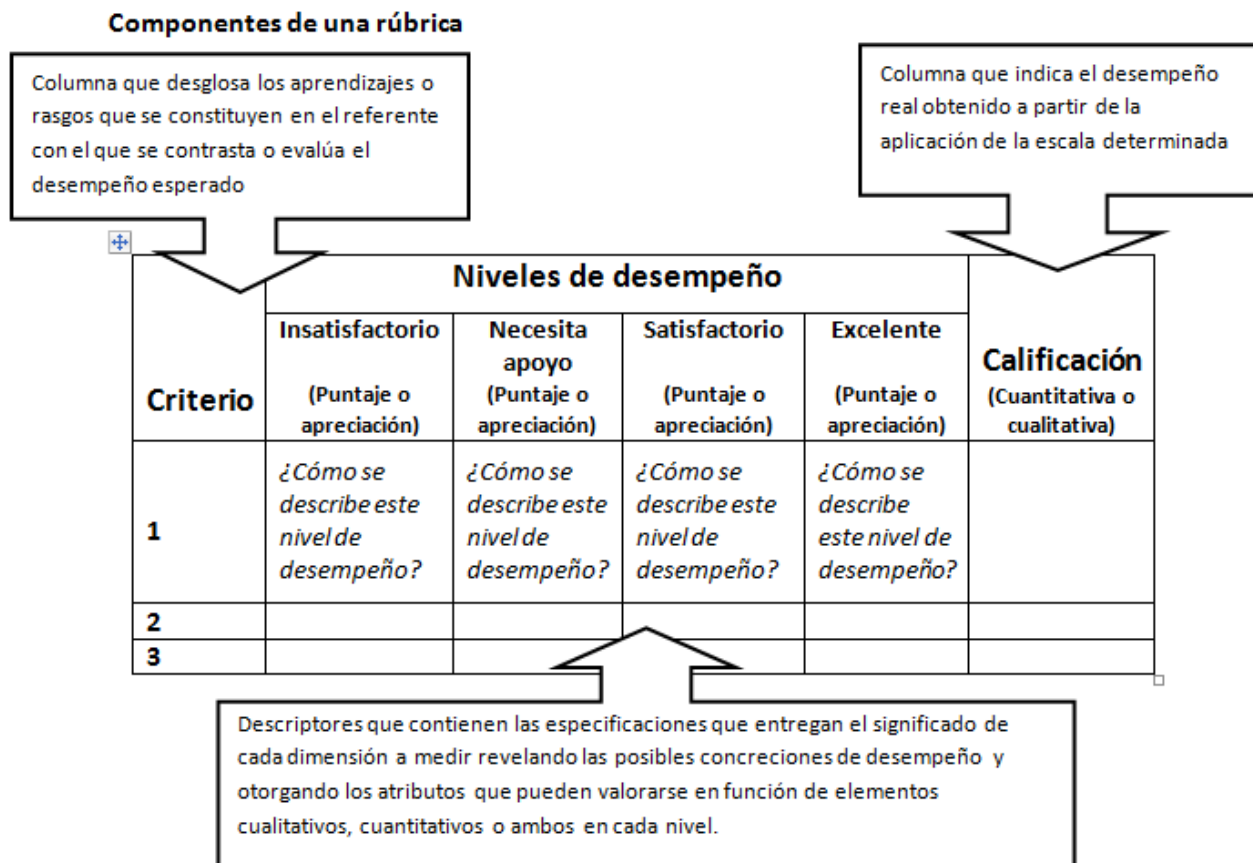 Componentes de una rúbrica
Columna que desglosa los aprendizajes o
rasgos que se constituyen en el referente
con el que se contrasta o evalúa el
desempeño esperado
Columna que indica el desempeño
real obtenido a partir de la
aplicación de la escala determinada
Criterio
Niveles de desempeño
Insatisfactorio
(Puntaje o
apreciación)
Necesita
apoyo
(Puntaje o
apreciación)
Satisfactorio
(Puntaje o
apreciación)
Excelente
(Puntaje o
apreciación)
Calificación
(Cuantitativa o
cualitativa)
1
¿Cómo se
describe este
nivel de
desempeño?
¿Cómo se
describe este
nivel de
desempeño?
¿Cómo se
describe este
nivel de
desempeño?
¿Cómo se
describe
este nivel de
desempeño?
2
3
Descriptores que contienen las especificaciones que entregan el significado de
cada dimensión a medir revelando las posibles concreciones de desempeño y
otorgando los atributos que pueden valorarse en función de elementos
cualitativos, cuantitativos o ambos en cada nivel.